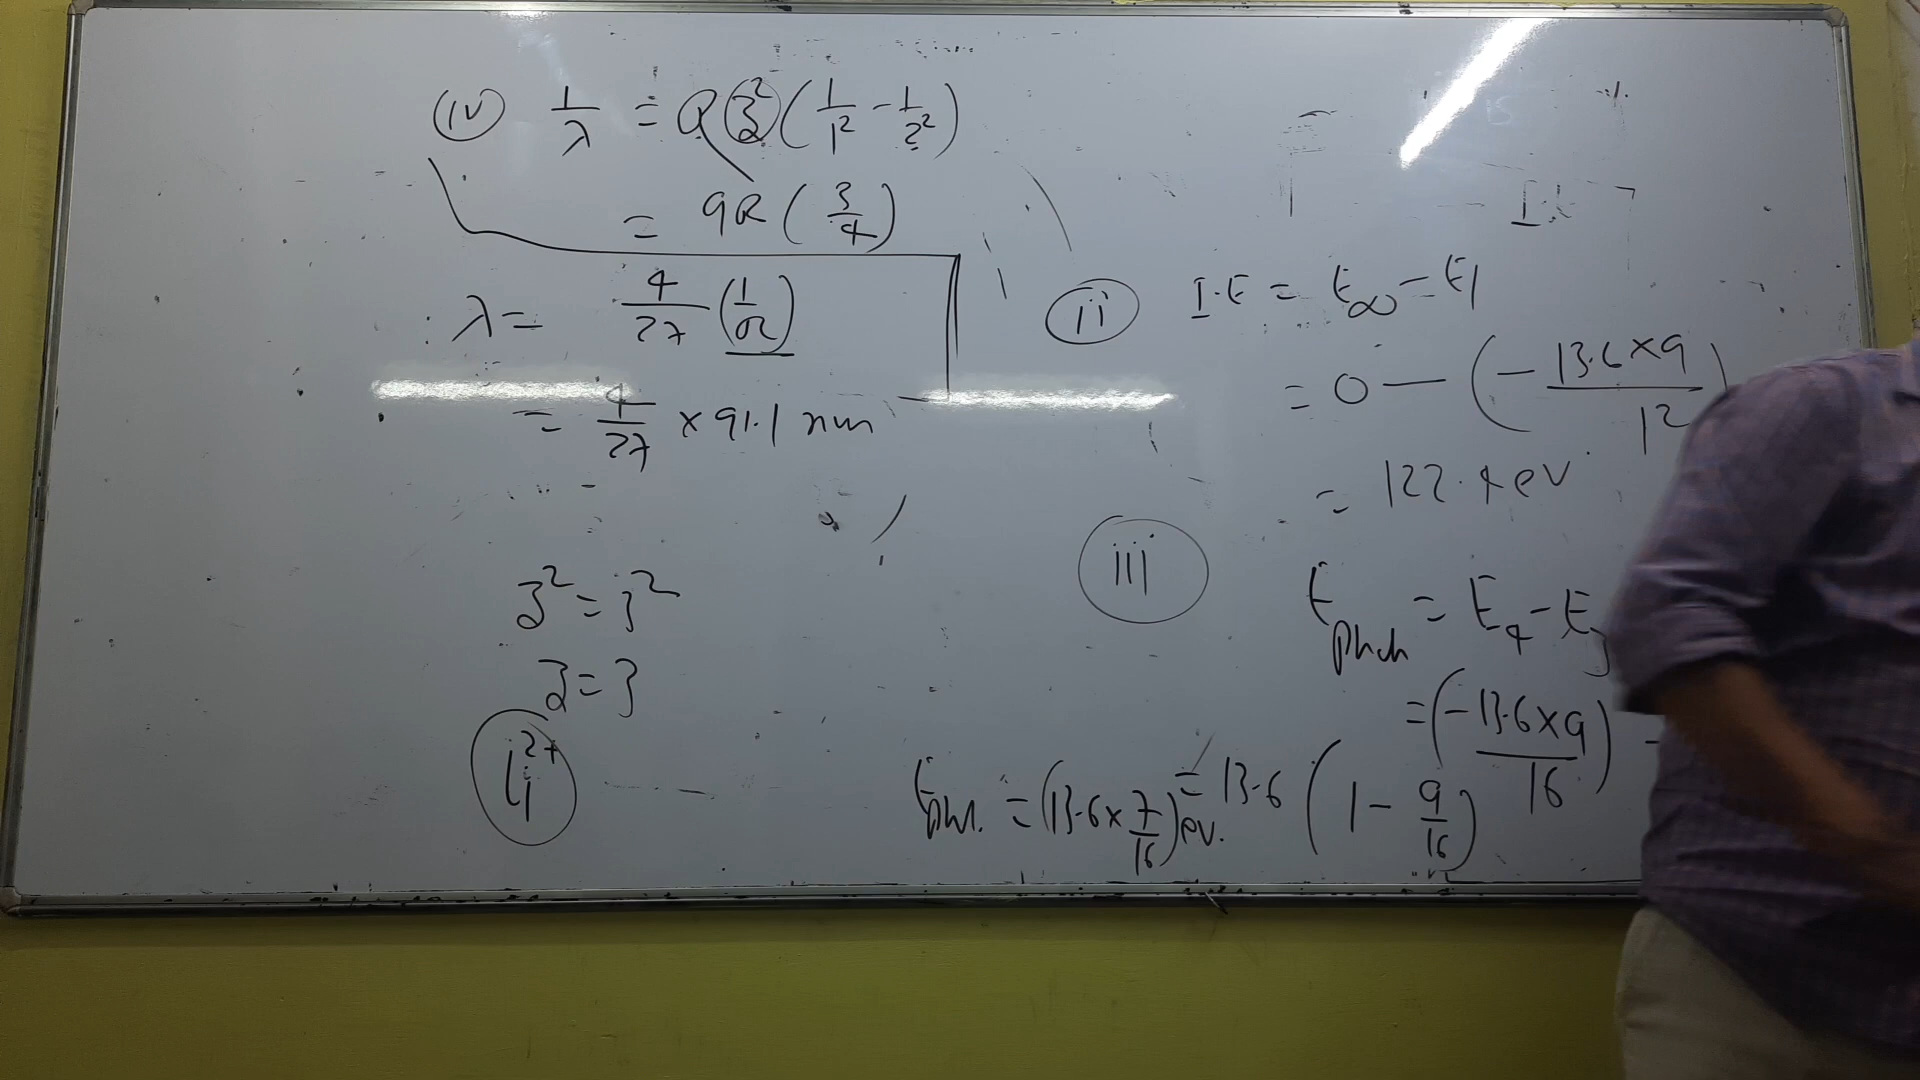 (iv) 1/λ = R z² (1/1² - 1/2²)
= 9R (3/4)
λ = 4/27 (1/R)
= 4/27 × 91.1 nm
z² = 3²
z = 3
Li²⁺
(ii) I.E = E∞ - E1
= 0 - (- 13.6×9 / 1²
= 122.4 eV
(iii)
E = E4 - E3
= (-13.6×9 / 16) -
= 13.6 (1 - 9/16)
= (13.6 × 7/16) eV.